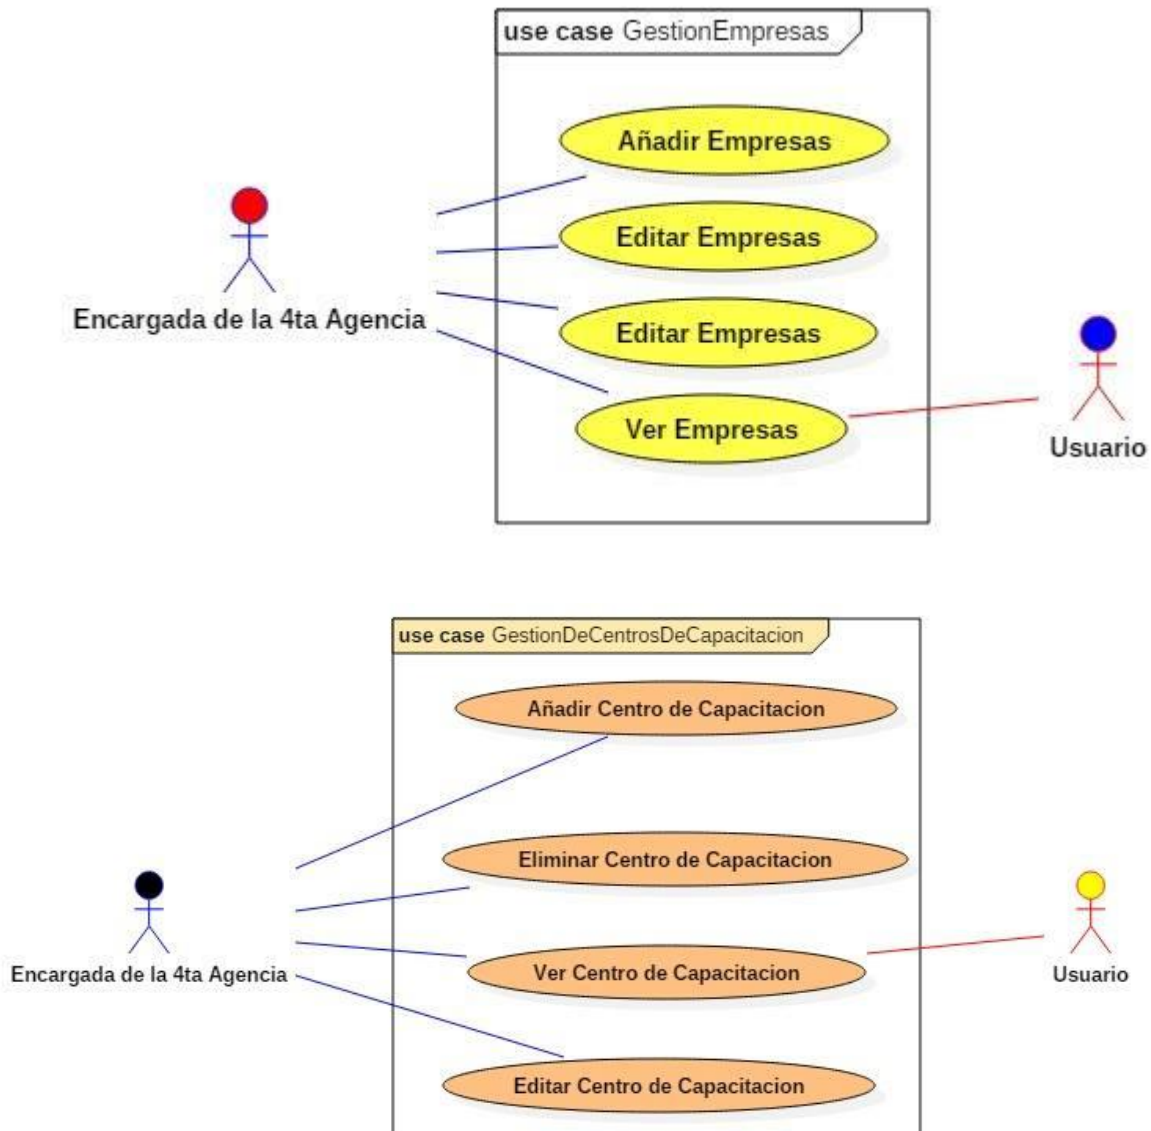 use case GestionEmpresas
Añadir Empresas
Editar Empresas
Encargada de la 4ta Agencia
Editar Empresas
Ver Empresas
Usuario
use case GestionDeCentrosDeCapacitacion
Añadir Centro de Capacitacion
Eliminar Centro de Capacitacion
Encargada de la 4ta Agencia
Ver Centro de Capacitacion
Usuario
Editar Centro de Capacitacion